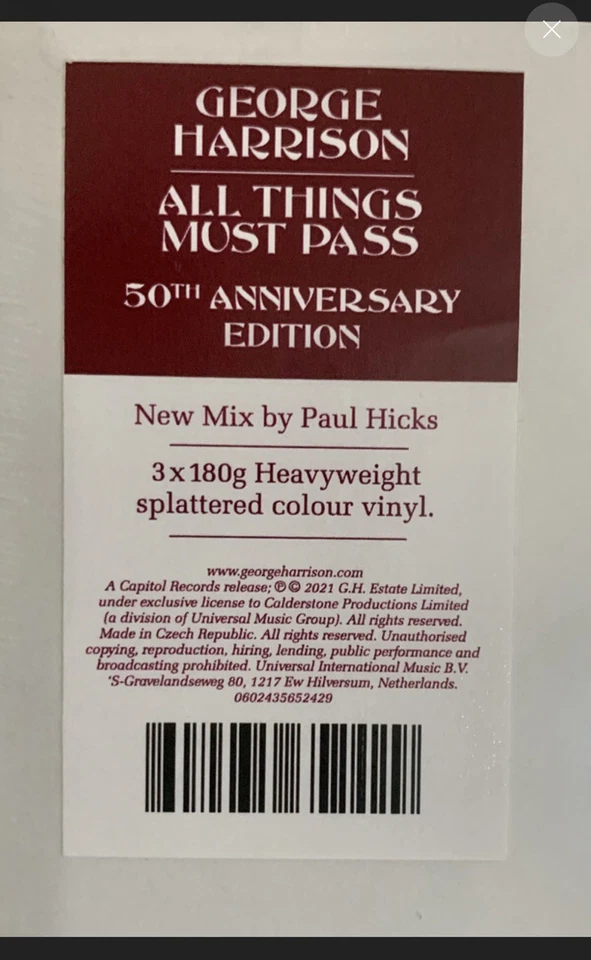 GEORGE
HARRISON
ALL THINGS
MUST PASS
50TH ANNIVERSARY
EDITION
New Mix by Paul Hicks
3x180g Heavyweight
splattered colour vinyl.
www.georgeharrison.com
A Capitol Records release; ℗© 2021 G.H. Estate Limited,
under exclusive license to Calderstone Productions Limited
(a division of Universal Music Group). All rights reserved.
Made in Czech Republic. All rights reserved. Unauthorised
copying, reproduction, hiring, lending, public performance and
broadcasting prohibited. Universal International Music B.V.
'S-Gravelandseweg 80, 1217 Ew Hilversum, Netherlands.
0602435652429